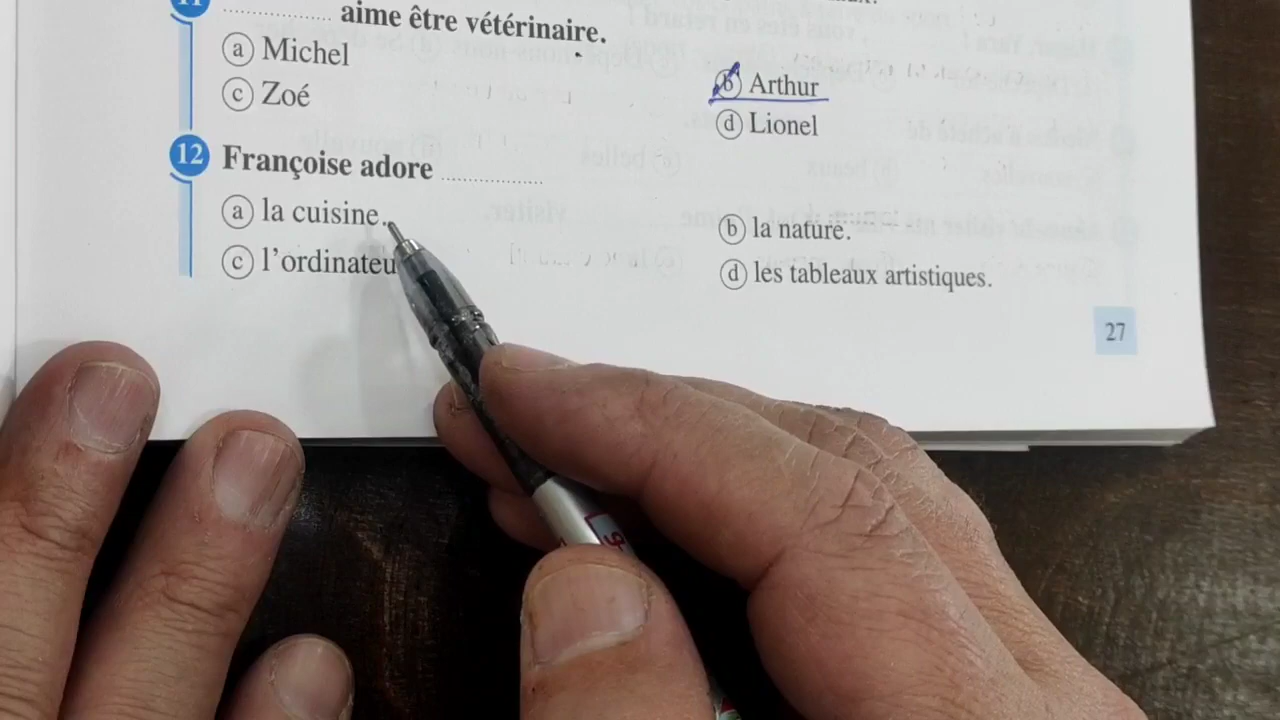 11 .................. aime être vétérinaire.
a Michel
b Arthur
c Zoé
d Lionel
12 Françoise adore ..................
a la cuisine.
b la nature.
c l'ordinateu
d les tableaux artistiques.
27